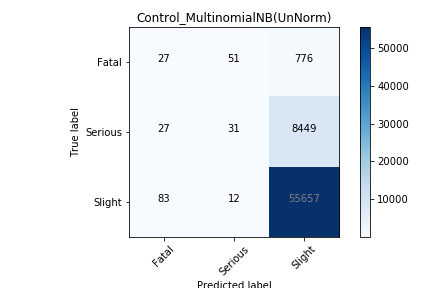 Control_MultinomialNB(UnNorm)
Fatal 27 51 776
Serious 27 31 8449
Slight 83 12 55657
Fatal Serious Slight
True label
Predicted label
50000
40000
30000
20000
10000